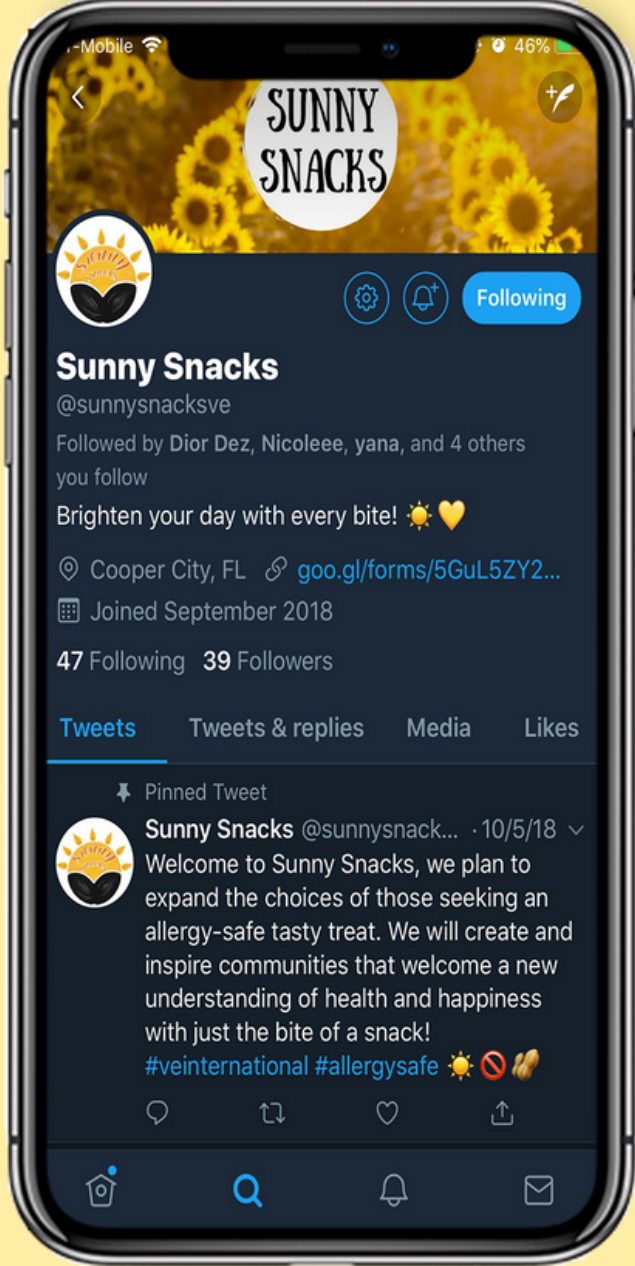 -Mobile 46%
SUNNY
SNACKS
Sunny
Following
Sunny Snacks
@sunnysnacksve
Followed by Dior Dez, Nicoleee, yana, and 4 others
you follow
Brighten your day with every bite! ☀️💛
Cooper City, FL goo.gl/forms/5GuL5ZY2...
Joined September 2018
47 Following 39 Followers
Tweets Tweets & replies Media Likes
Pinned Tweet
Sunny Snacks @sunnysnack... · 10/5/18
Sunny
Welcome to Sunny Snacks, we plan to
expand the choices of those seeking an
allergy-safe tasty treat. We will create and
inspire communities that welcome a new
understanding of health and happiness
with just the bite of a snack!
#veinternational #allergysafe ☀️🚫🥜